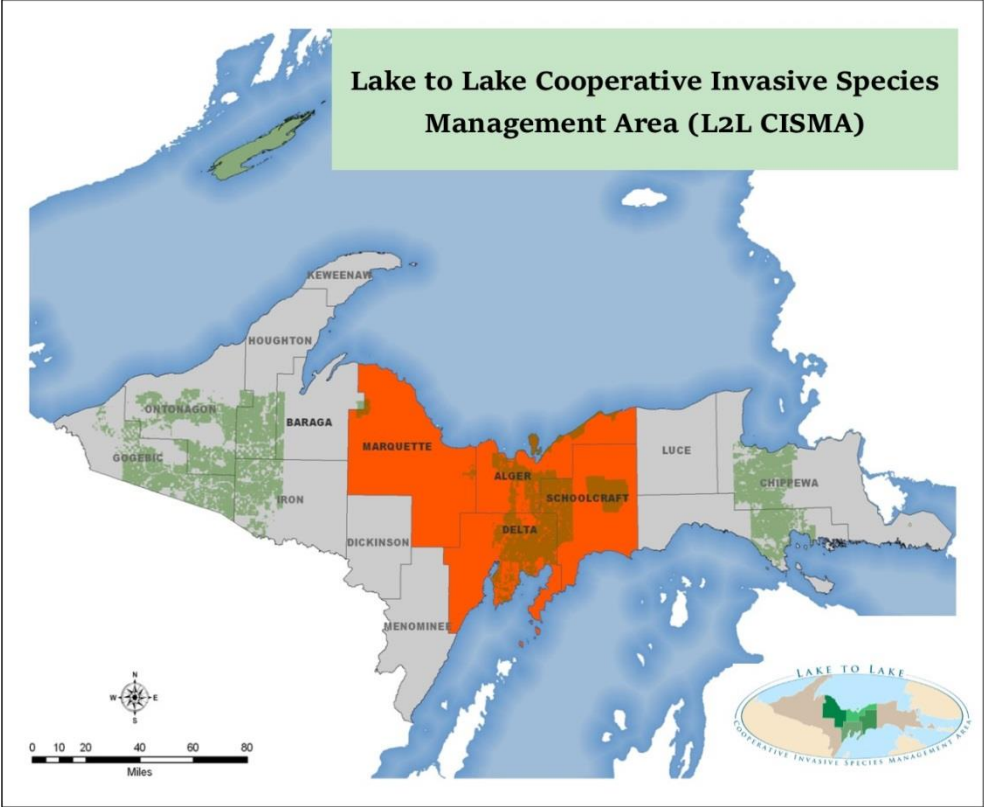 Lake to Lake Cooperative Invasive Species
Management Area (L2L CISMA)
KEWEENAW
HOUGHTON
ONTONAGON
BARAGA
GOGEBIC
MARQUETTE
LUCE
ALGER
CHIPPEWA
IRON
SCHOOLCRAFT
DELTA
DICKINSON
MENOMINEE
N
W
E
S
0 10 20 40 60 80
Miles
LAKE TO LAKE
COOPERATIVE INVASIVE SPECIES MANAGEMENT AREA